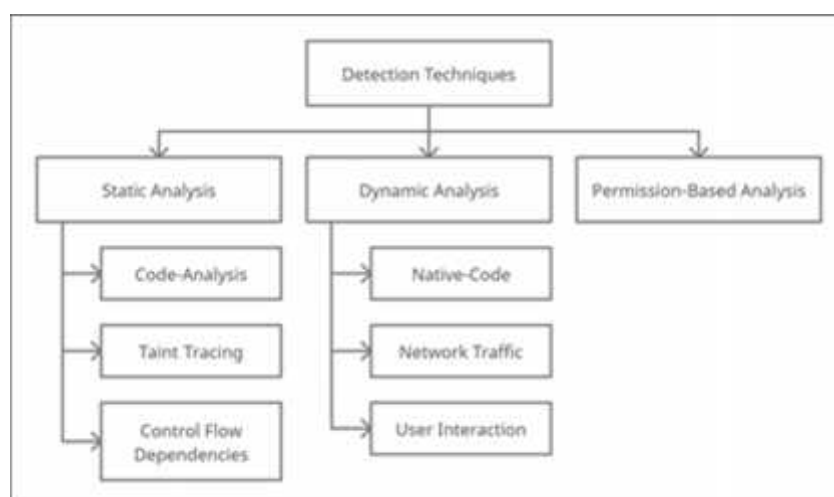 Detection Techniques
Static Analysis
Dynamic Analysis
Permission-Based Analysis
Code-Analysis
Native-Code
Taint Tracing
Network Traffic
Control Flow
Dependencies
User Interaction